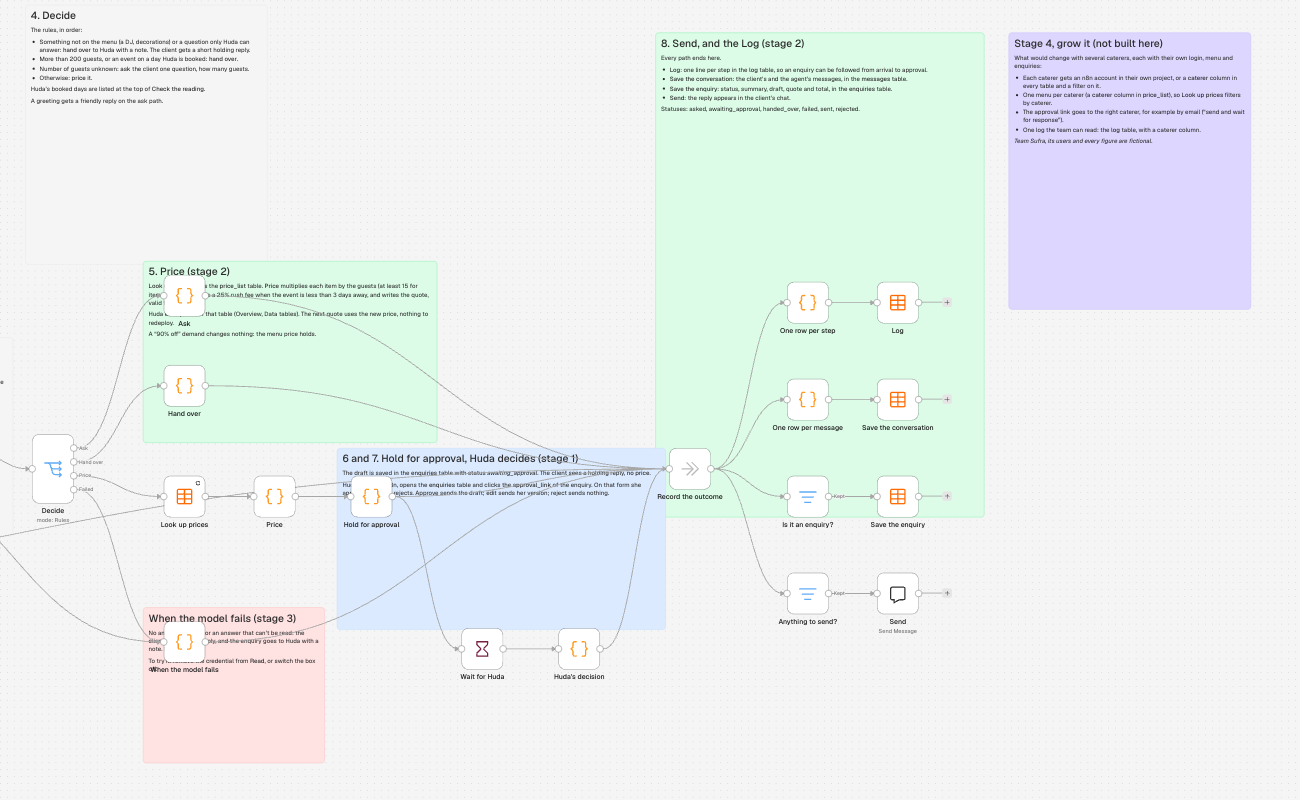 4. Decide
The rules, in order:
• Something not on the menu (a DJ, decorations) or a question only Huda can
answer: hand over to Huda with a note. The client gets a short holding reply.
• More than 200 guests, or an event on a day Huda is booked: hand over.
• Number of guests unknown: ask the client one question, how many guests.
• Otherwise: price it.
Huda's booked days are listed at the top of Check the reading.
A greeting gets a friendly reply on the ask path.
8. Send, and the Log (stage 2)
Every path ends here.
• Log: one line per step in the log table, so an enquiry can be followed from arrival to approval.
• Save the conversation: the client's and the agent's messages, in the messages table.
• Save the enquiry: status, summary, draft, quote and total, in the enquiries table.
• Send: the reply appears in the client's chat.
Statuses: asked, awaiting_approval, handed_over, failed, sent, rejected.
Stage 4, grow it (not built here)
What would change with several caterers, each with their own login, menu and
enquiries:
• Each caterer gets an n8n account in their own project, or a caterer column in
every table and a filter on it.
• One menu per caterer (a caterer column in price_list), so Look up prices filters
by caterer.
• The approval link goes to the right caterer, for example by email ("send and wait
for response").
• One log the team can read: the log table, with a caterer column.
Team Sufra, its users and every figure are fictional.
5. Price (stage 2)
Look the price_list table. Price multiplies each item by the guests (at least 15 for
a 25% rush fee when the event is less than 3 days away, and writes the quote,
valid
Huda that table (Overview, Data tables). The next quote uses the new price, nothing to
redeploy.
A "90% off" demand changes nothing: the menu price holds.
Ask
Hand over
Ask
Hand over
Price
Failed
Decide
mode: Rules
Look up prices
Price
6 and 7. Hold for approval, Huda decides (stage 1)
The draft is saved in the enquiries table with status awaiting_approval. The client sees a holding reply, no price.
opens the enquiries table and clicks the approval_link of the enquiry. On that form she
rejects. Approve sends the draft; edit sends her version; reject sends nothing.
Hold for approval
Wait for Huda
Huda's decision
Record the outcome
One row per step
Log
One row per message
Save the conversation
Is it an enquiry?
Kept
Save the enquiry
Anything to send?
Kept
Send
Send Message
When the model fails (stage 3)
or an answer that can't be read: the
and the enquiry goes to Huda with a
note.
To try credential from Read, or switch the box
When the model fails